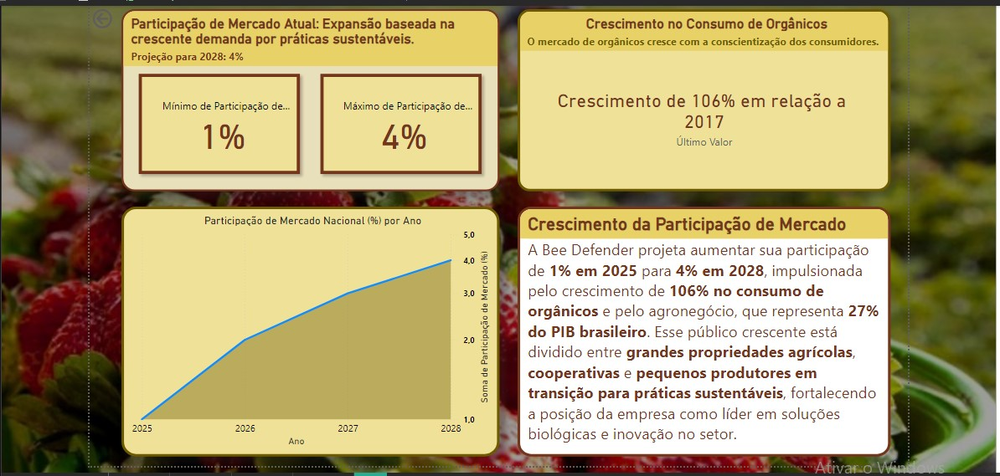 Participação de Mercado Atual: Expansão baseada na
crescente demanda por práticas sustentáveis.
Projeção para 2028: 4%
Mínimo de Participação de...
1%
Máximo de Participação de...
4%
Crescimento no Consumo de Orgânicos
O mercado de orgânicos cresce com a conscientização dos consumidores.
Crescimento de 106% em relação a
2017
Último Valor
Participação de Mercado Nacional (%) por Ano
5,0
4,0
3,0
2,0
1,0
Soma de Participação de Mercado (%)
2025
2026
2027
2028
Ano
Crescimento da Participação de Mercado
A Bee Defender projeta aumentar sua participação
de 1% em 2025 para 4% em 2028, impulsionada
pelo crescimento de 106% no consumo de
orgânicos e pelo agronegócio, que representa 27%
do PIB brasileiro. Esse público crescente está
dividido entre grandes propriedades agrícolas,
cooperativas e pequenos produtores em
transição para práticas sustentáveis, fortalecendo
a posição da empresa como líder em soluções
biológicas e inovação no setor.
Ativar o Windows